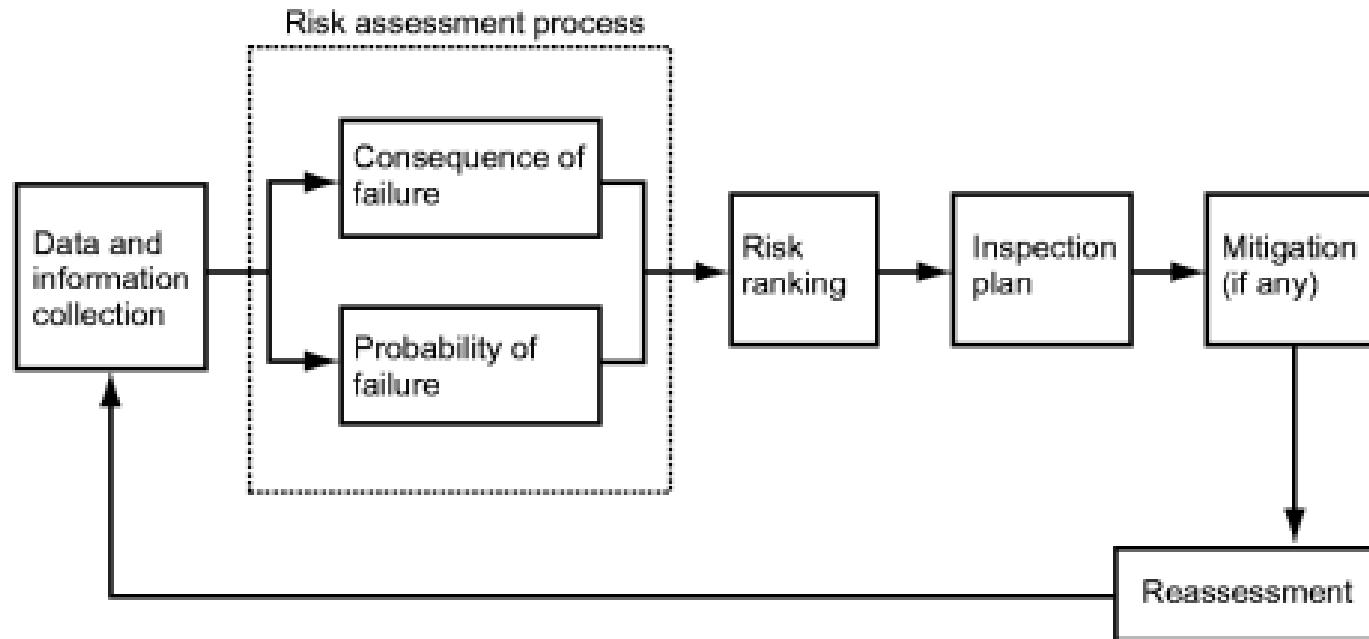 Risk assessment process
Consequence of
failure
Data and
information
collection
Probability of
failure
Risk
ranking
Inspection
plan
Mitigation
(if any)
Reassessment